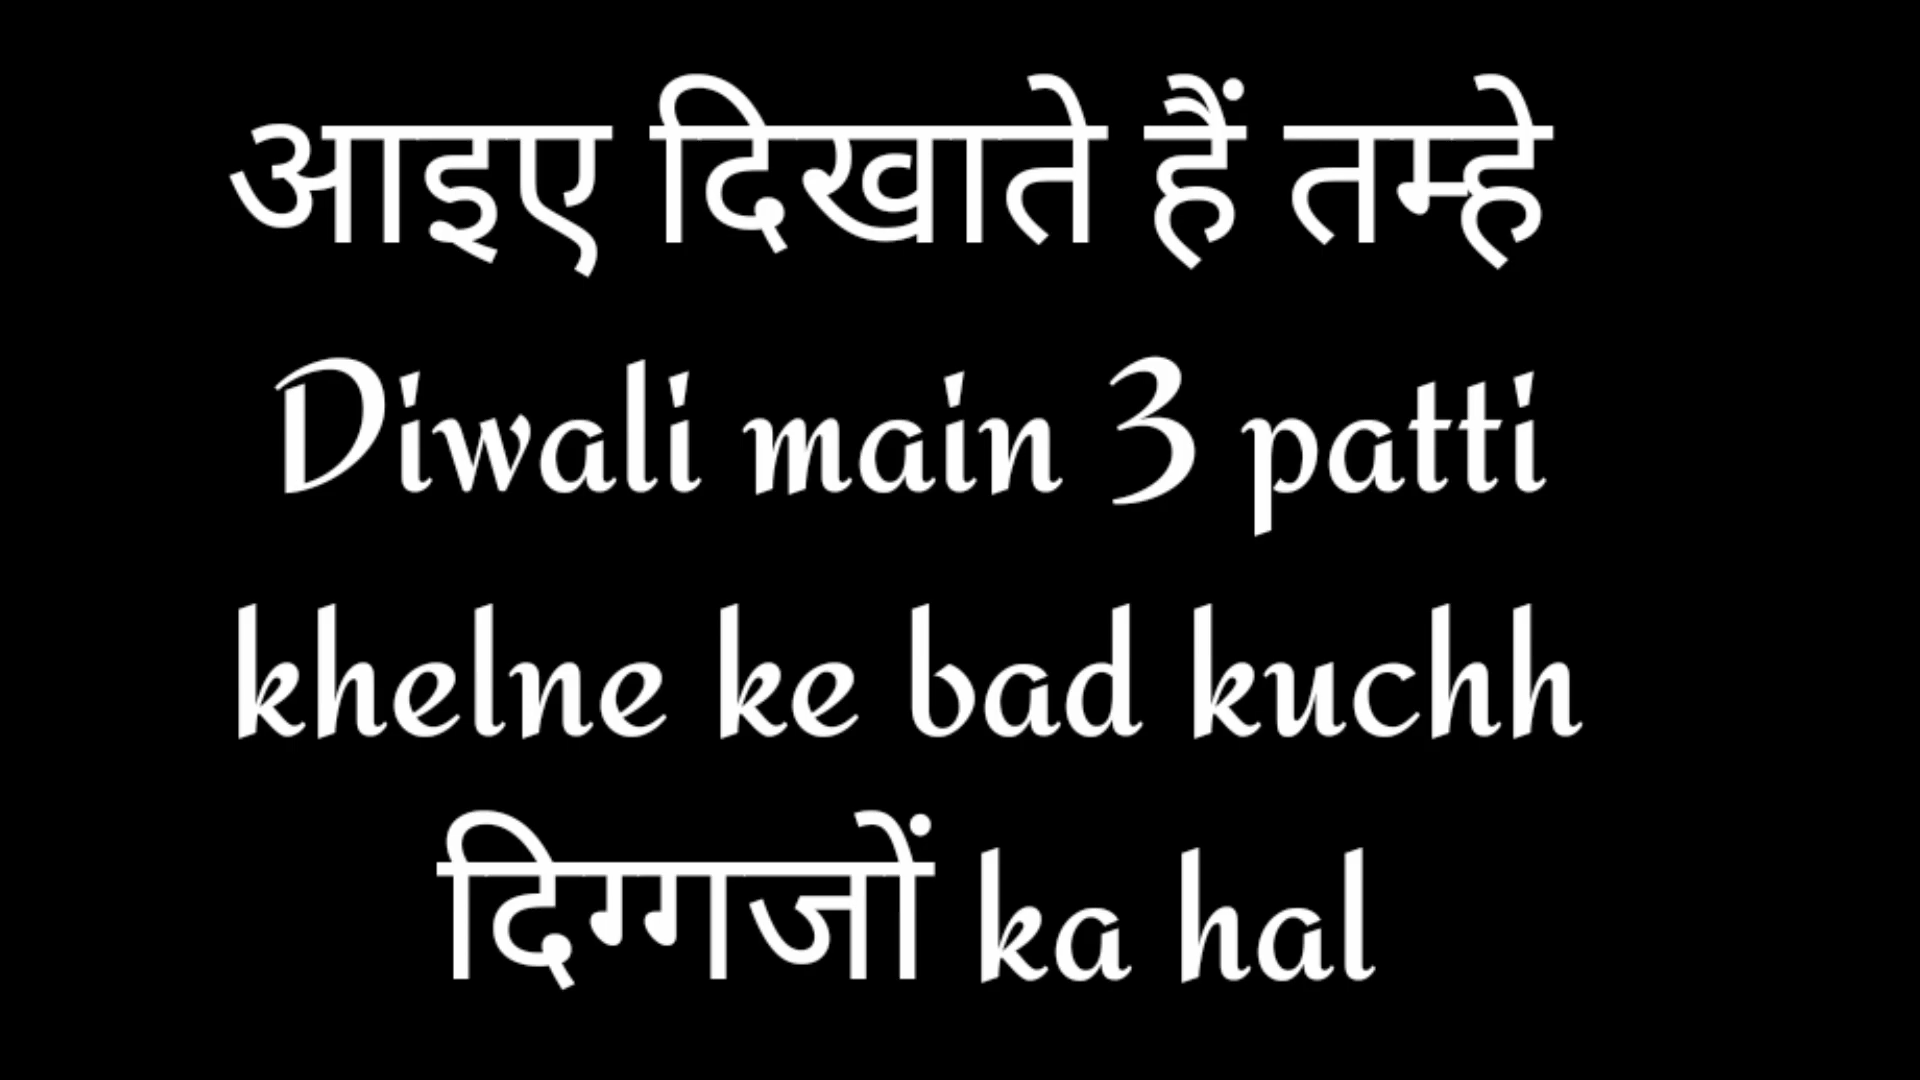 आइए दिखाते हैं तम्हे
Diwali main 3 patti
khelne ke bad kuchh
दिग्गजों ka hal